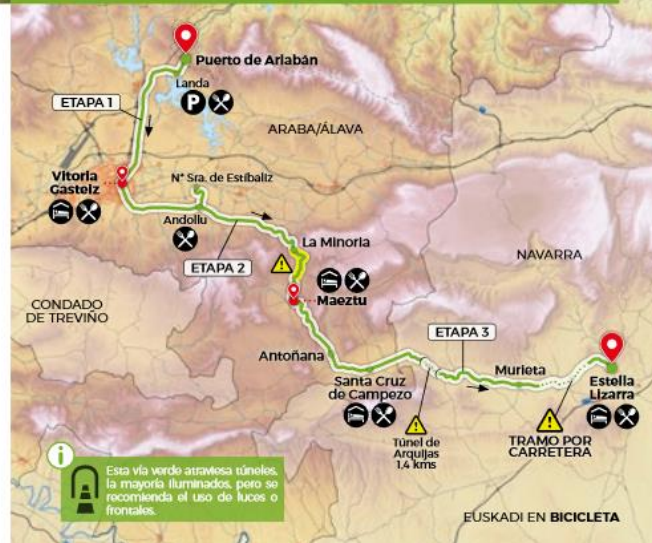 Puerto de Arlabán
Landa
P
ETAPA 1
ARABA/ÁLAVA
Vitoria
Gasteiz
Nª Sra. de Estíbaliz
Andollu
ETAPA 2
La Minoria
NAVARRA
Maeztu
CONDADO
DE TREVIÑO
ETAPA 3
Antoñana
Murieta
Santa Cruz
de Campezo
Estella
Lizarra
Túnel de
Arquijas
1,4 kms
TRAMO POR
CARRETERA
i
Esta vía verde atraviesa túneles,
la mayoría iluminados, pero se
recomienda el uso de luces o
frontales.
EUSKADI EN BICICLETA